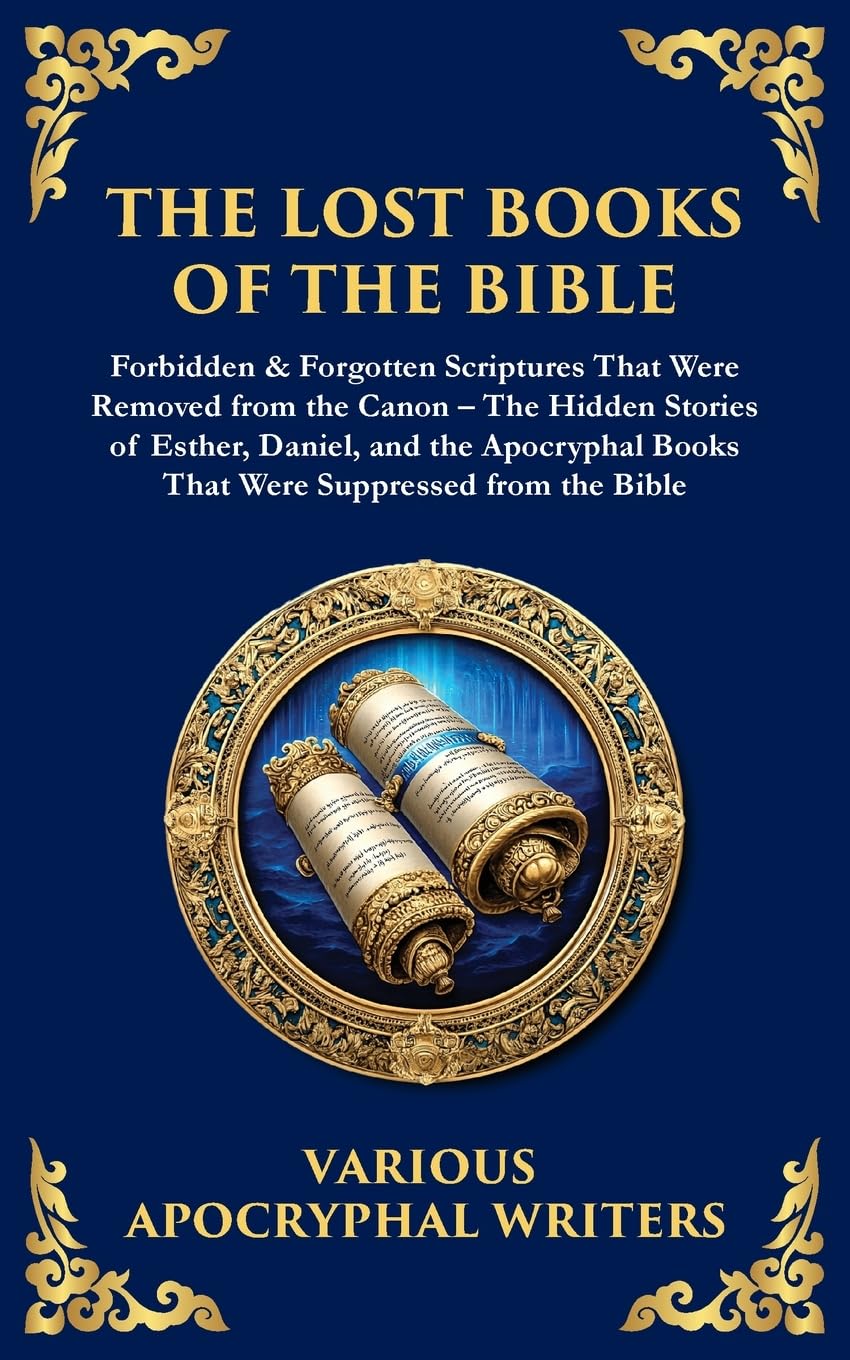 THE LOST BOOKS
OF THE BIBLE
Forbidden & Forgotten Scriptures That Were
Removed from the Canon – The Hidden Stories
of Esther, Daniel, and the Apocryphal Books
That Were Suppressed from the Bible
VARIOUS
APOCRYPHAL WRITERS